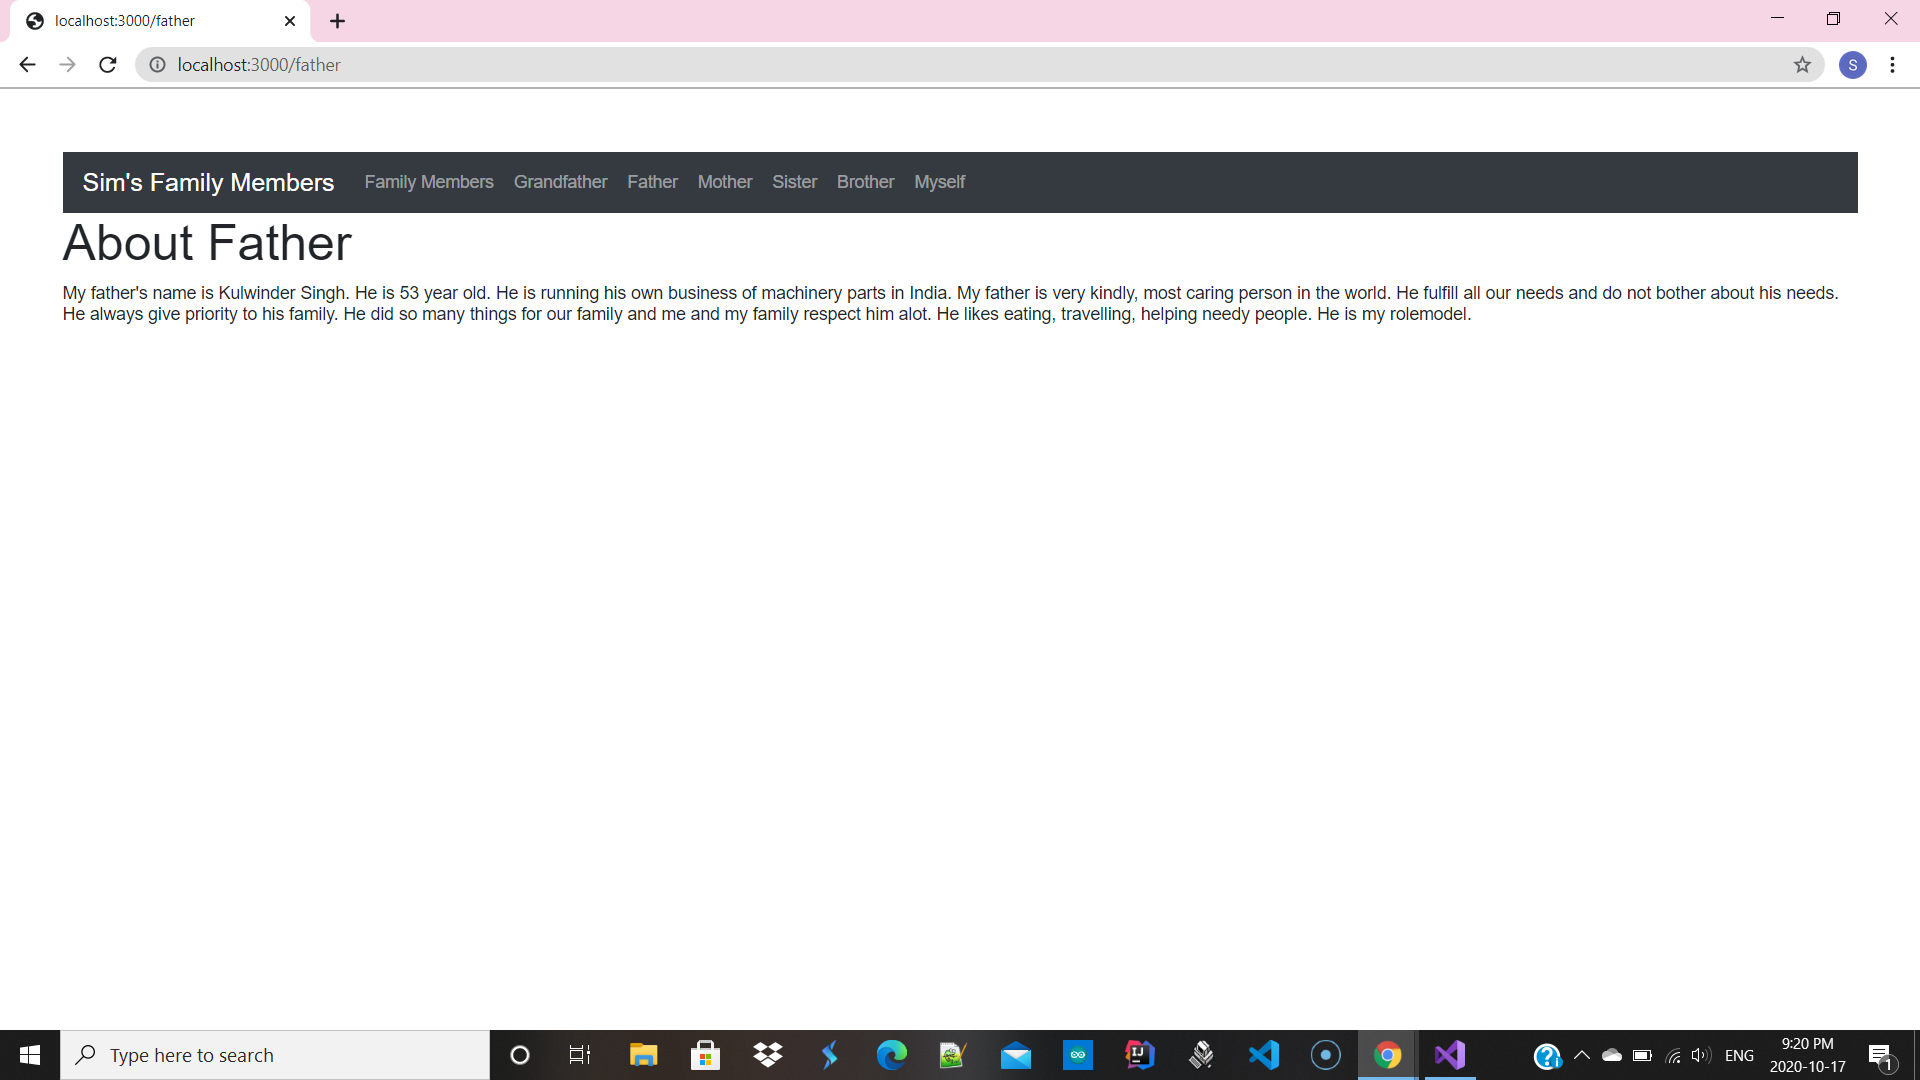 localhost:3000/father
localhost:3000/father
S
Sim's Family Members Family Members Grandfather Father Mother Sister Brother Myself
About Father
My father's name is Kulwinder Singh. He is 53 year old. He is running his own business of machinery parts in India. My father is very kindly, most caring person in the world. He fulfill all our needs and do not bother about his needs.
He always give priority to his family. He did so many things for our family and me and my family respect him alot. He likes eating, travelling, helping needy people. He is my rolemodel.
Type here to search
IJ
ENG
9:20 PM
2020-10-17
1